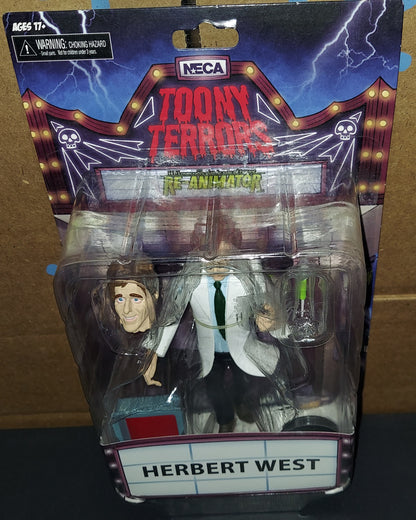 AGES 17+
WARNING: CHOKING HAZARD
-Small parts. Not for children under 3 years.
NECA
TOONY
TERRORS
RE-ANIMATOR
HERBERT WEST